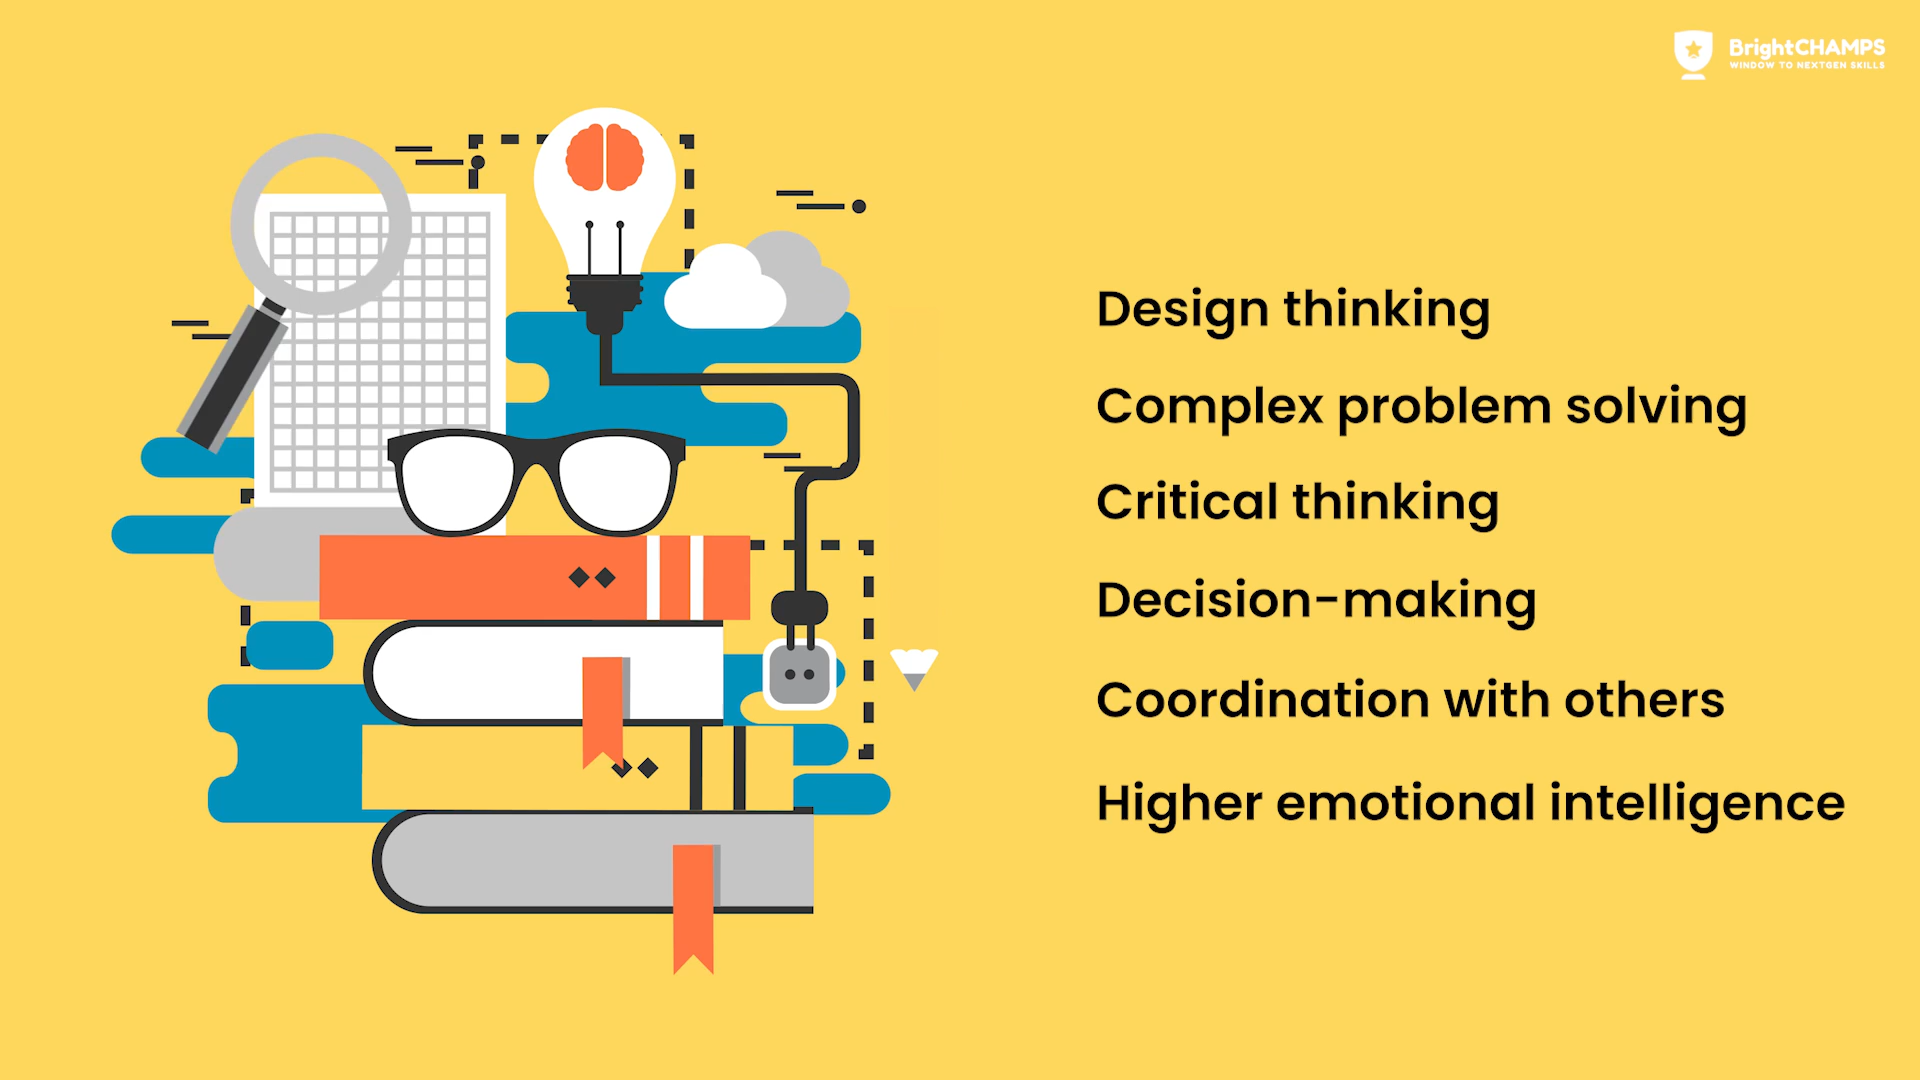 BrightCHAMPS
WINDOW TO NEXTGEN SKILLS
Design thinking
Complex problem solving
Critical thinking
Decision-making
Coordination with others
Higher emotional intelligence